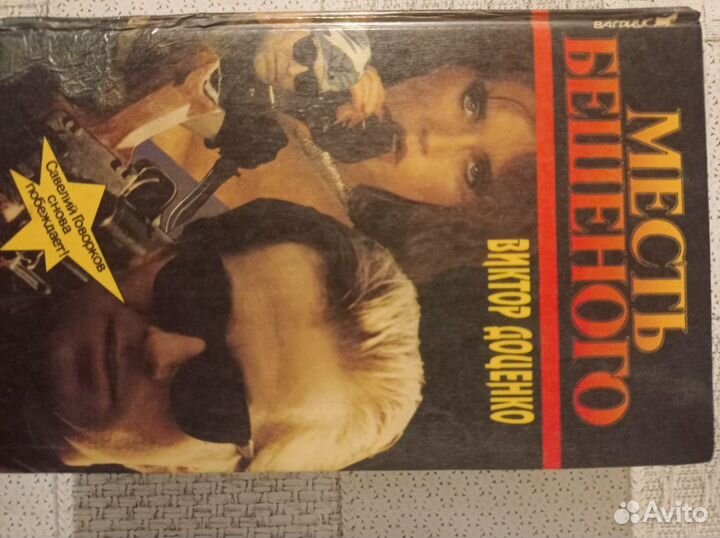 ВАГРИУС
МЕСТЬ
БЕШЕНОГО
ВИКТОР ДОЦЕНКО
Савелий Говорков
снова
побеждает!
Avito